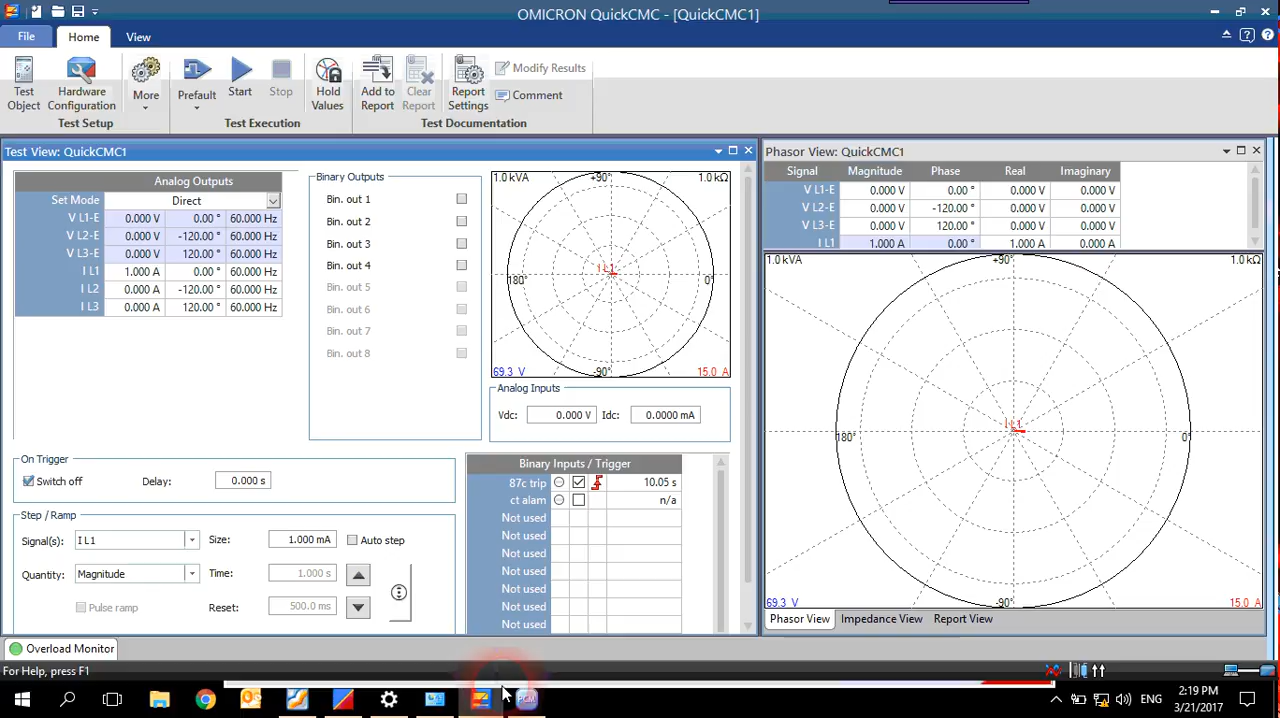 OMICRON QuickCMC - [QuickCMC1]
File Home View
Test Object
Hardware Configuration
More
Prefault
Start
Stop
Hold Values
Add to Report
Clear Report
Report Settings
Modify Results
Comment
Test Setup
Test Execution
Test Documentation
Test View: QuickCMC1
Analog Outputs
Set Mode Direct
V L1-E 0.000 V 0.00 ° 60.000 Hz
V L2-E 0.000 V -120.00 ° 60.000 Hz
V L3-E 0.000 V 120.00 ° 60.000 Hz
I L1 1.000 A 0.00 ° 60.000 Hz
I L2 0.000 A -120.00 ° 60.000 Hz
I L3 0.000 A 120.00 ° 60.000 Hz
Binary Outputs
Bin. out 1
Bin. out 2
Bin. out 3
Bin. out 4
Bin. out 5
Bin. out 6
Bin. out 7
Bin. out 8
1.0 kVA +90° 1.0 kΩ
I L1
180° 0°
69.3 V -90° 15.0 A
Analog Inputs
Vdc: 0.000 V Idc: 0.0000 mA
On Trigger
Switch off Delay: 0.000 s
Step / Ramp
Signal(s): I L1 Size: 1.000 mA Auto step
Quantity: Magnitude Time: 1.000 s
Pulse ramp Reset: 500.0 ms
Binary Inputs / Trigger
87c trip 10.05 s
ct alam n/a
Not used
Not used
Not used
Not used
Not used
Not used
Not used
Phasor View: QuickCMC1
Signal Magnitude Phase Real Imaginary
V L1-E 0.000 V 0.00 ° 0.000 V 0.000 V
V L2-E 0.000 V -120.00 ° 0.000 V 0.000 V
V L3-E 0.000 V 120.00 ° 0.000 V 0.000 V
I L1 1.000 A 0.00 ° 1.000 A 0.000 A
1.0 kVA +90° 1.0 kΩ
I L1
180° 0°
69.3 V -90° 15.0 A
Phasor View Impedance View Report View
Overload Monitor
For Help, press F1
PCM
ENG
2:19 PM
3/21/2017